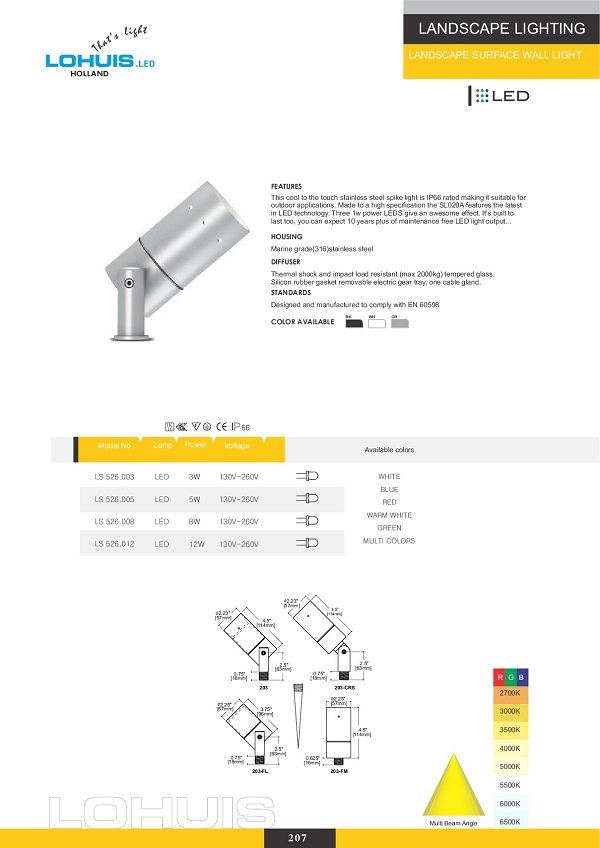 That's light
LOHUIS.LED
HOLLAND
LANDSCAPE LIGHTING
LANDSCAPE SURFACE WALL LIGHT
LED
FEATURES
This cool to the touch stainless steel spike light is IP66 rated making it suitable for
outdoor applications. Made to a high specification the SL020A features the latest
in LED technology. Three 1w power LEDS give an awesome effect. It's built to
last too, you can expect 10 years plus of maintenance free LED light output...
HOUSING
Marine grade(316)stainless steel
DIFFUSER
Thermal shock and impact load resistant (max 2000kg) tempered glass.
Silicon rubber gasket removable electric gear tray, one cable gland.
STANDARDS
Designed and manufactured to comply with EN 60598
COLOR AVAILABLE BK WH GR
CE IP66
Model No Lamp Power Voltage Available colors
LS 526.003 LED 3W 130V-260V
LS 526.005 LED 5W 130V-260V
LS 526.008 LED 8W 130V-260V
LS 526.012 LED 12W 130V-260V
WHITE
BLUE
RED
WARM WHITE
GREEN
MULTI COLORS
ø2.23"
[57mm]
4.5"
[114mm]
2.5"
[63mm]
0.75"
[18mm]
203
ø2.23"
[57mm]
4.5"
[114mm]
2.5"
[63mm]
0.75"
[18mm]
203-CRS
ø2.25"
[57mm]
3.75"
[96mm]
2.5"
[63mm]
0.75"
[18mm]
203-FL
ø2.25"
[57mm]
4.5"
[114mm]
0.625"
[16mm]
203-FM
R G B
2700K
3000K
3500K
4000K
5000K
5500K
6000K
6500K
Multi Beam Angle
LOHUIS
207